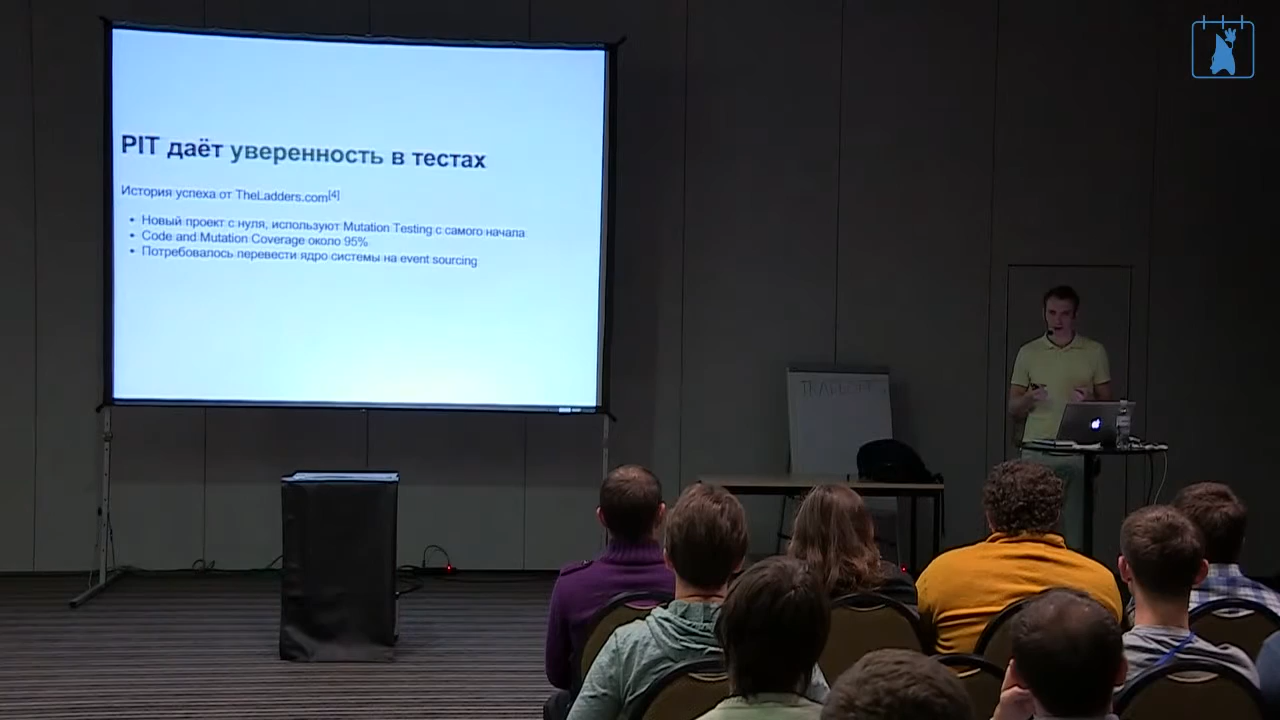 PIT даёт уверенность в тестах
История успеха от TheLadders.com[4]
• Новый проект с нуля, используют Mutation Testing с самого начала
• Code and Mutation Coverage около 95%
• Потребовалось перевести ядро системы на event sourcing